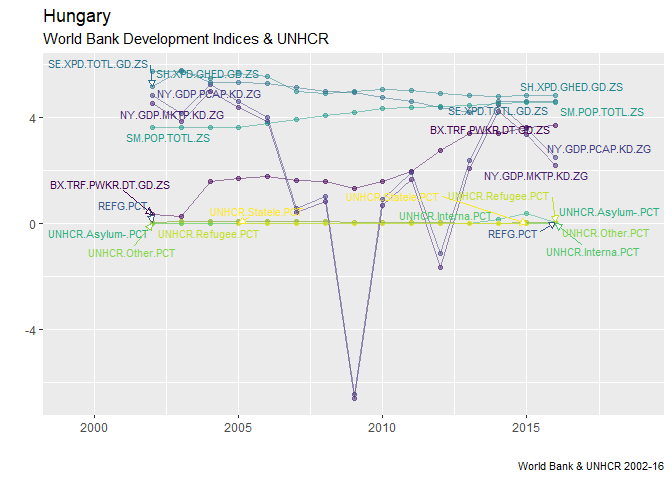 Hungary
World Bank Development Indices & UNHCR
SE.XPD.TOTL.GD.ZS
SH.XPD.GHED.GD.ZS
SH.XPD.GHED.GD.ZS
NY.GDP.PCAP.KD.ZG
NY.GDP.MKTP.KD.ZG
SE.XPD.TOTL.GD.ZS
SM.POP.TOTL.ZS
4
BX.TRF.PWKR.DT.GD.ZS
SM.POP.TOTL.ZS
NY.GDP.PCAP.KD.ZG
NY.GDP.MKTP.KD.ZG
BX.TRF.PWKR.DT.GD.ZS
UNHCR.Refugee.PCT
REFG.PCT
UNHCR.Asylum-.PCT
UNHCR.Interna.PCT
0
UNHCR.Asylum-.PCT
UNHCR.Refugee.PCT
REFG.PCT
UNHCR.Other.PCT
UNHCR.Other.PCT
UNHCR.Interna.PCT
-4
2000
2005
2010
2015
World Bank & UNHCR 2002-16